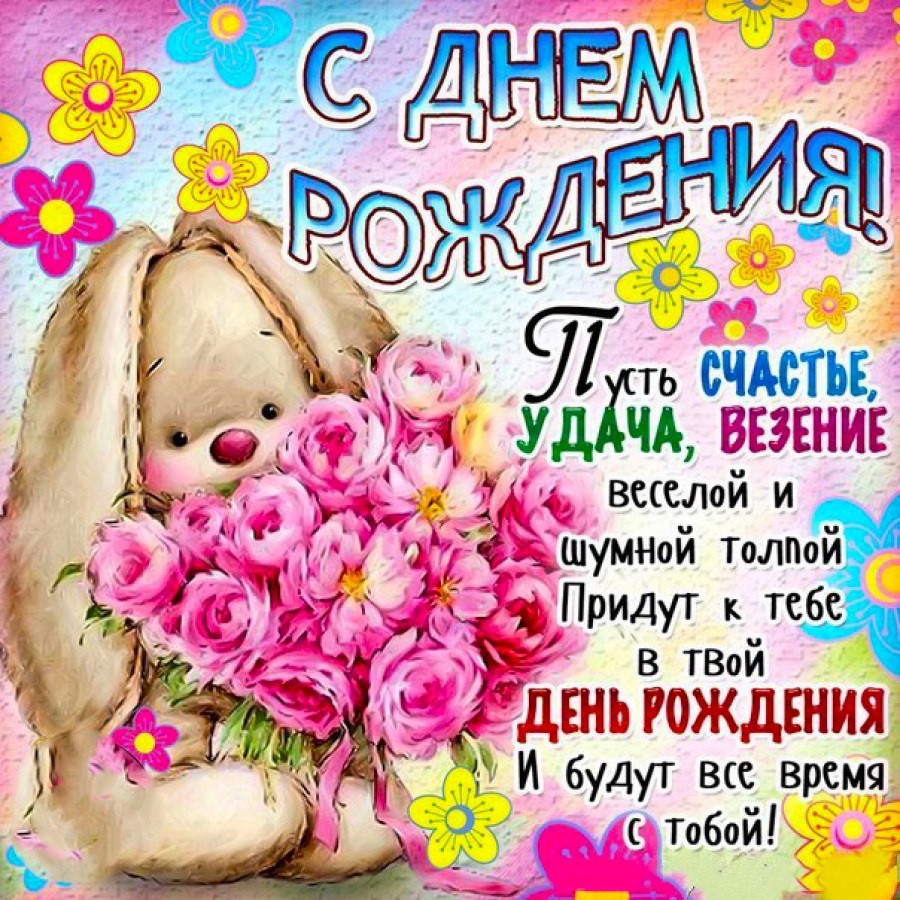 С ДНЕМ
РОЖДЕНИЯ!
Пусть СЧАСТЬЕ,
УДАЧА, ВЕЗЕНИЕ
веселой и
шумной толпой
Придут к тебе
в твой
ДЕНЬ РОЖДЕНИЯ
И будут все время
с тобой!